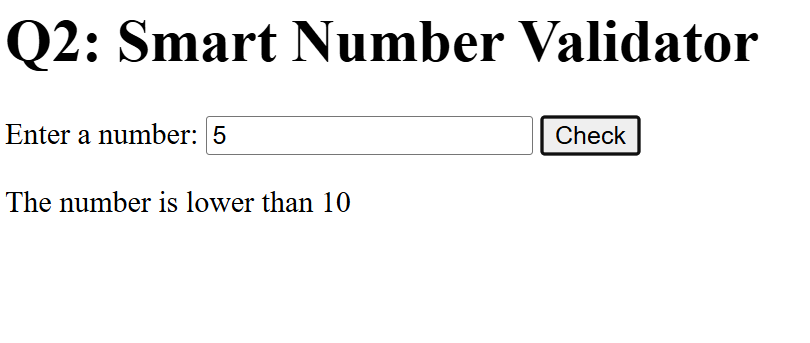 Q2: Smart Number Validator
Enter a number: 5 Check
The number is lower than 10